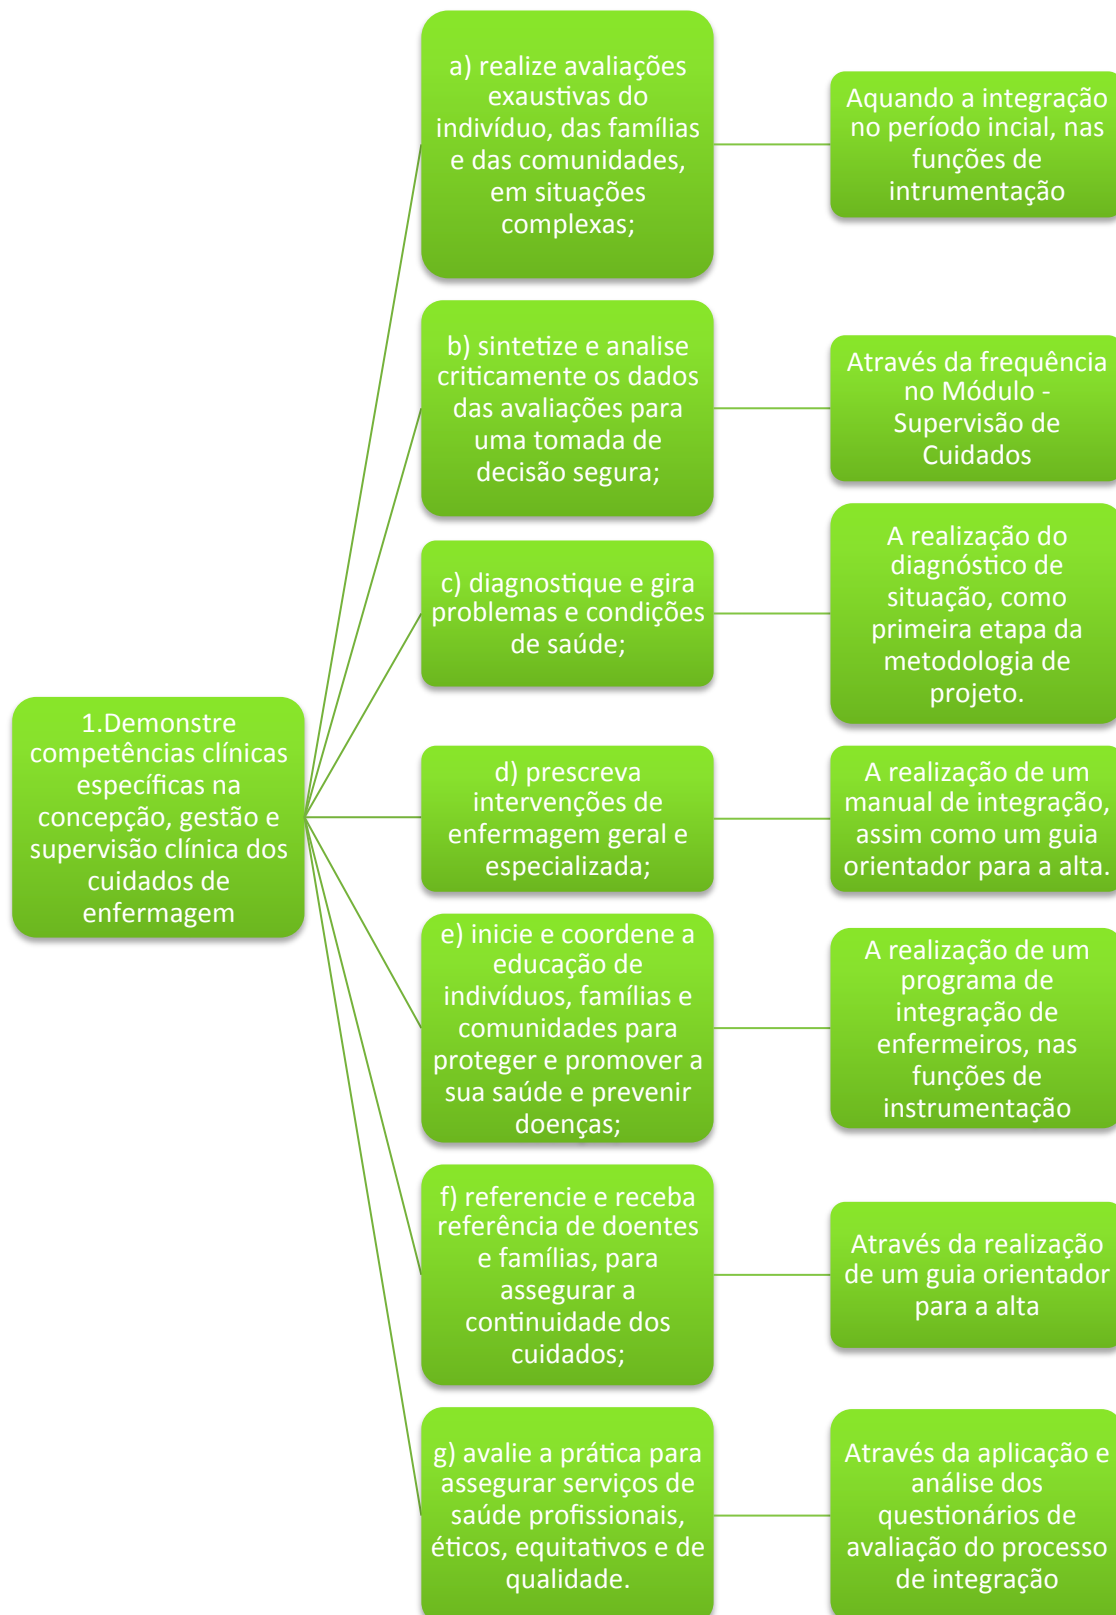 1.Demonstre
competências clínicas
específicas na
concepção, gestão e
supervisão clínica dos
cuidados de
enfermagem
a) realize avaliações
exaustivas do
indivíduo, das famílias
e das comunidades,
em situações
complexas;
Aquando a integração
no período incial, nas
funções de
intrumentação
b) sintetize e analise
criticamente os dados
das avaliações para
uma tomada de
decisão segura;
Através da frequência
no Módulo -
Supervisão de
Cuidados
c) diagnostique e gira
problemas e condições
de saúde;
A realização do
diagnóstico de
situação, como
primeira etapa da
metodologia de
projeto.
d) prescreva
intervenções de
enfermagem geral e
especializada;
A realização de um
manual de integração,
assim como um guia
orientador para a alta.
e) inicie e coordene a
educação de
indivíduos, famílias e
comunidades para
proteger e promover a
sua saúde e prevenir
doenças;
A realização de um
programa de
integração de
enfermeiros, nas
funções de
instrumentação
f) referencie e receba
referência de doentes
e famílias, para
assegurar a
continuidade dos
cuidados;
Através da realização
de um guia orientador
para a alta
g) avalie a prática para
assegurar serviços de
saúde profissionais,
éticos, equitativos e de
qualidade.
Através da aplicação e
análise dos
questionários de
avaliação do processo
de integração